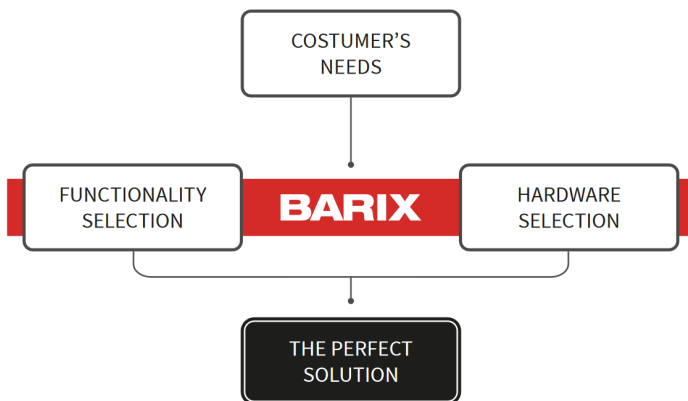 COSTUMER’S
NEEDS
FUNCTIONALITY
SELECTION
BARIX
HARDWARE
SELECTION
THE PERFECT
SOLUTION